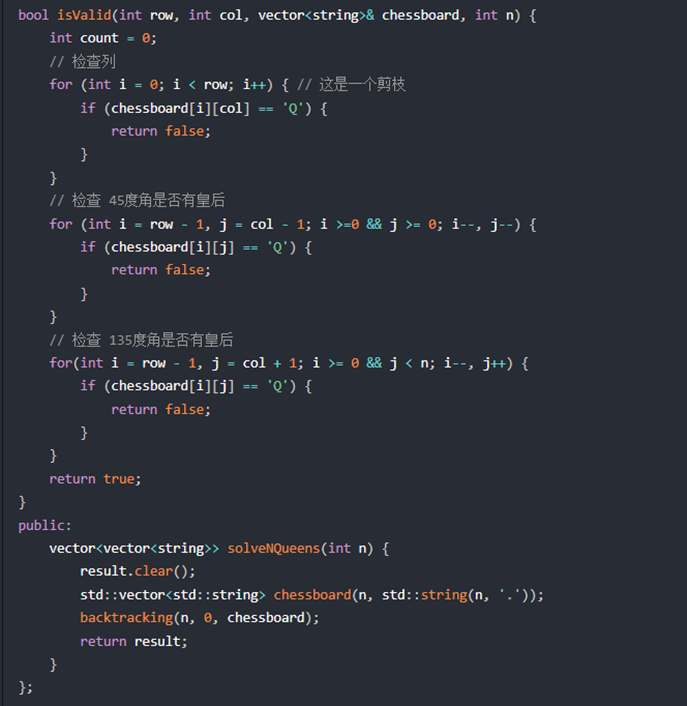 bool isValid(int row, int col, vector<string>& chessboard, int n) {
    int count = 0;
    // 检查列
    for (int i = 0; i < row; i++) { // 这是一个剪枝
        if (chessboard[i][col] == 'Q') {
            return false;
        }
    }
    // 检查 45度角是否有皇后
    for (int i = row - 1, j = col - 1; i >=0 && j >= 0; i--, j--) {
        if (chessboard[i][j] == 'Q') {
            return false;
        }
    }
    // 检查 135度角是否有皇后
    for(int i = row - 1, j = col + 1; i >= 0 && j < n; i--, j++) {
        if (chessboard[i][j] == 'Q') {
            return false;
        }
    }
    return true;
}
public:
    vector<vector<string>> solveNQueens(int n) {
        result.clear();
        std::vector<std::string> chessboard(n, std::string(n, '.'));
        backtracking(n, 0, chessboard);
        return result;
    }
};